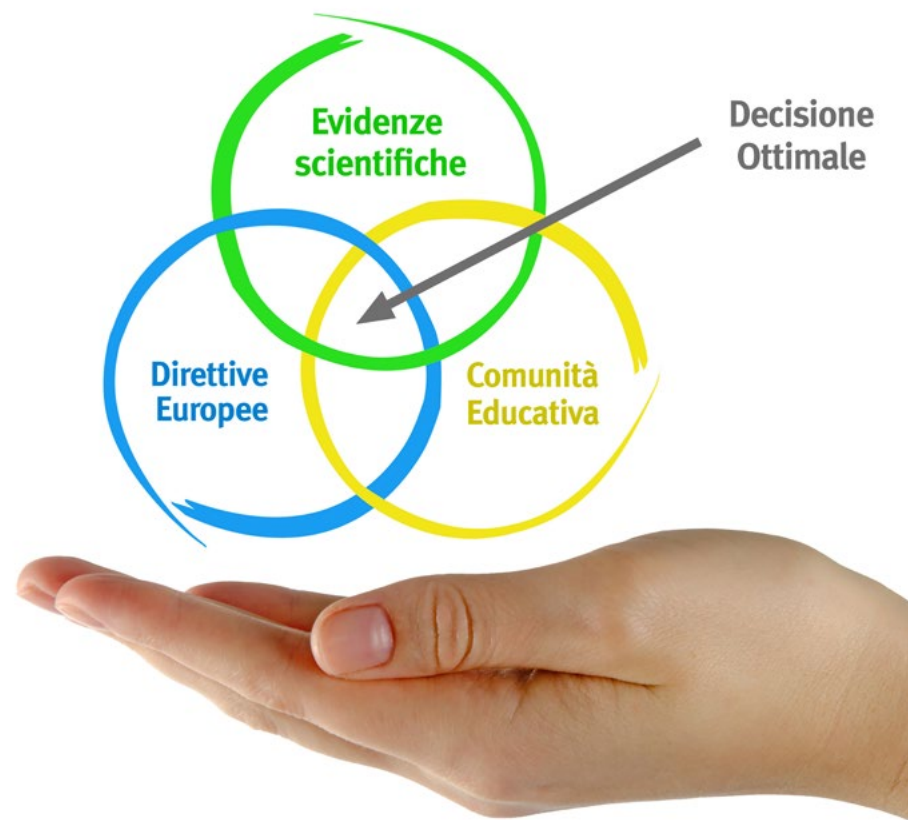 Evidenze
scientifiche
Decisione
Ottimale
Direttive
Europee
Comunità
Educativa